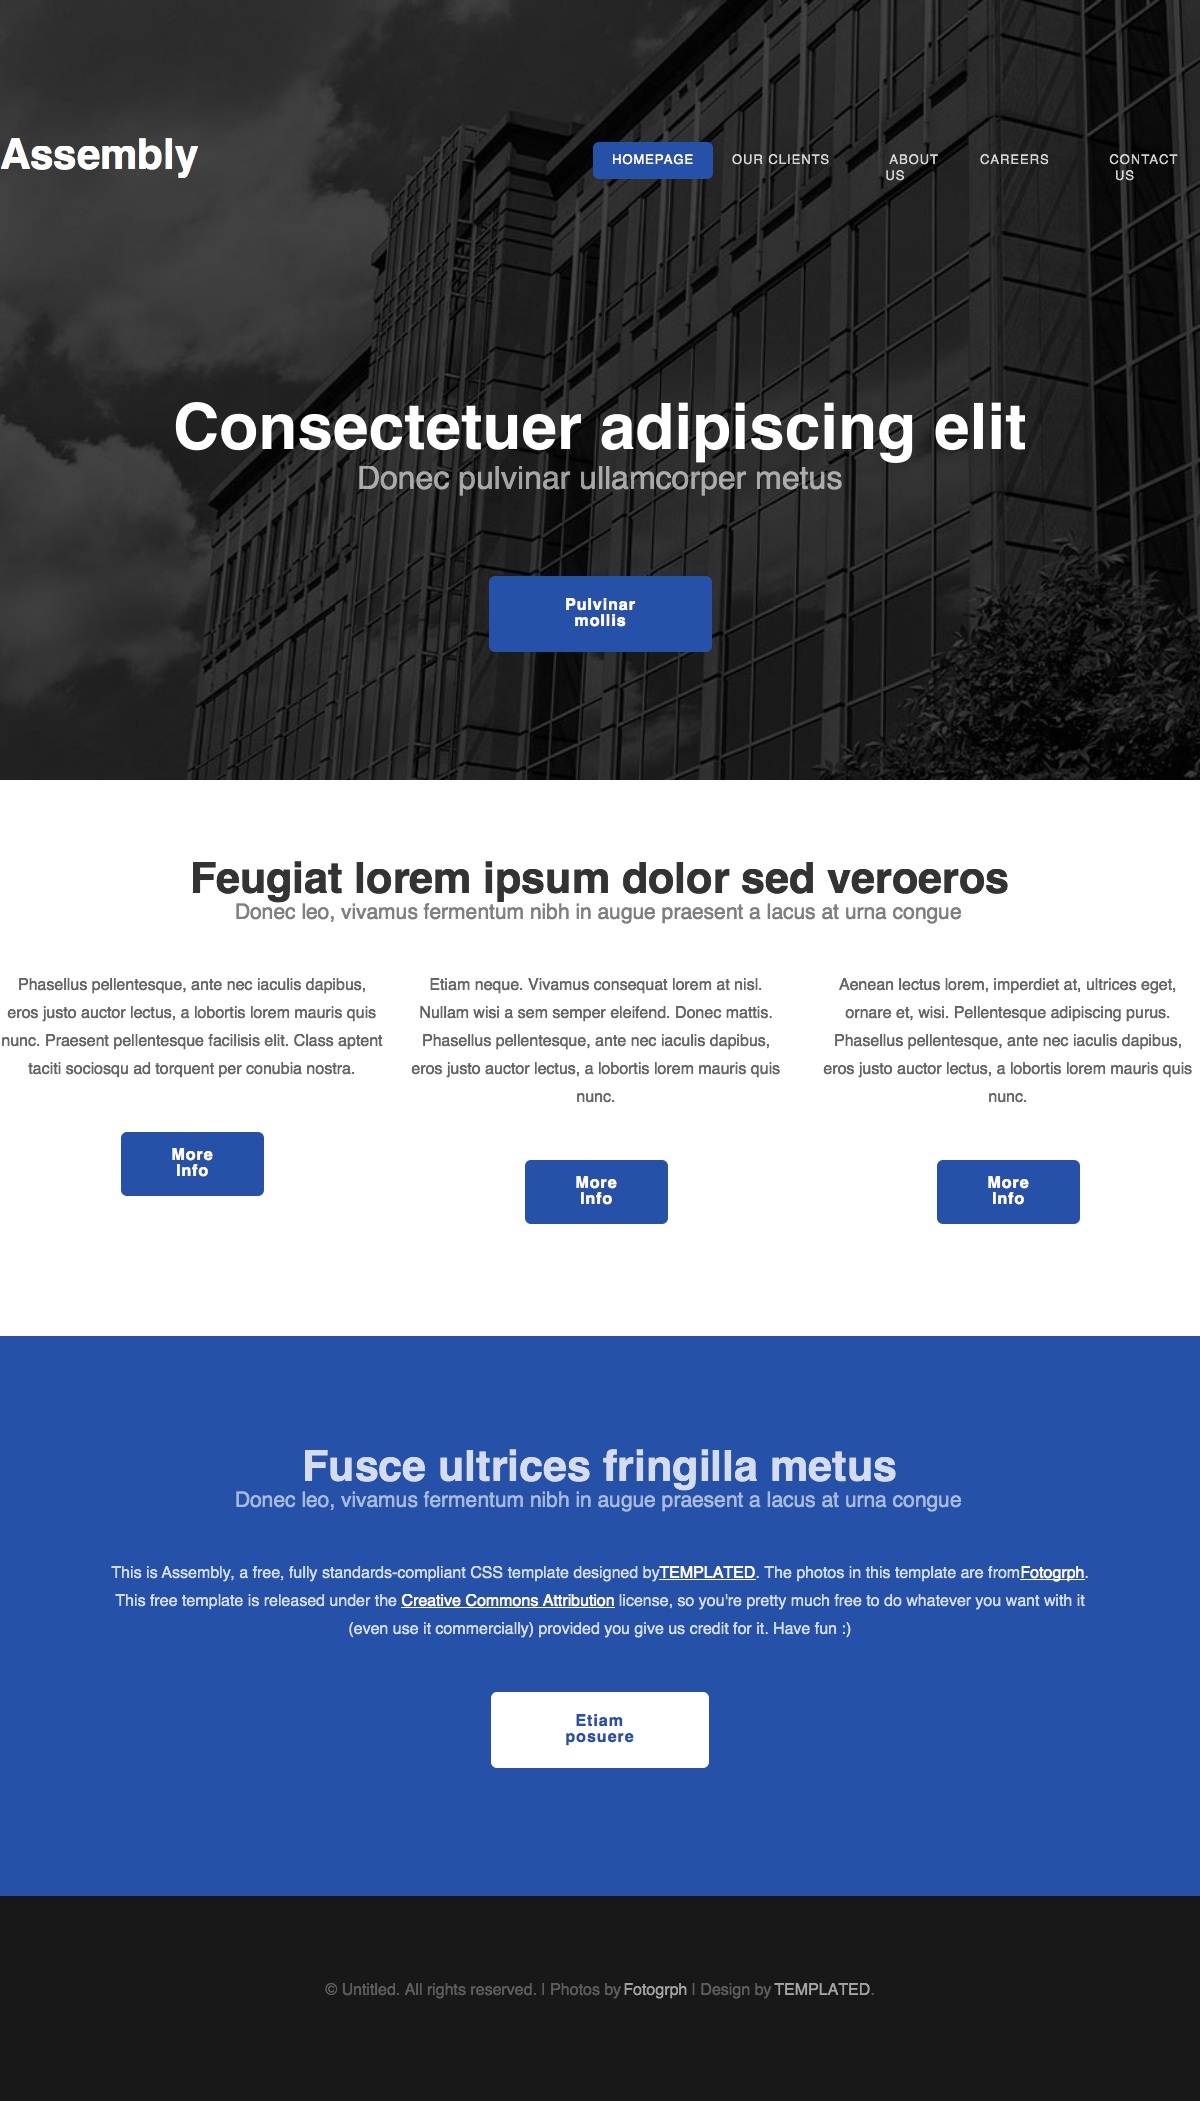 Assembly
HOMEPAGE OUR CLIENTS ABOUT US CAREERS CONTACT US
Consectetuer adipiscing elit
Donec pulvinar ullamcorper metus
Pulvinar
mollis
Feugiat lorem ipsum dolor sed veroeros
Donec leo, vivamus fermentum nibh in augue praesent a lacus at urna congue
Phasellus pellentesque, ante nec iaculis dapibus,
eros justo auctor lectus, a lobortis lorem mauris quis
nunc. Praesent pellentesque facilisis elit. Class aptent
taciti sociosqu ad torquent per conubia nostra.
More
Info
Etiam neque. Vivamus consequat lorem at nisl.
Nullam wisi a sem semper eleifend. Donec mattis.
Phasellus pellentesque, ante nec iaculis dapibus,
eros justo auctor lectus, a lobortis lorem mauris quis
nunc.
More
Info
Aenean lectus lorem, imperdiet at, ultrices eget,
ornare et, wisi. Pellentesque adipiscing purus.
Phasellus pellentesque, ante nec iaculis dapibus,
eros justo auctor lectus, a lobortis lorem mauris quis
nunc.
More
Info
Fusce ultrices fringilla metus
Donec leo, vivamus fermentum nibh in augue praesent a lacus at urna congue
This is Assembly, a free, fully standards-compliant CSS template designed byTEMPLATED. The photos in this template are fromFotogrph.
This free template is released under the Creative Commons Attribution license, so you're pretty much free to do whatever you want with it
(even use it commercially) provided you give us credit for it. Have fun :)
Etiam
posuere
© Untitled. All rights reserved. | Photos by Fotogrph | Design by TEMPLATED.